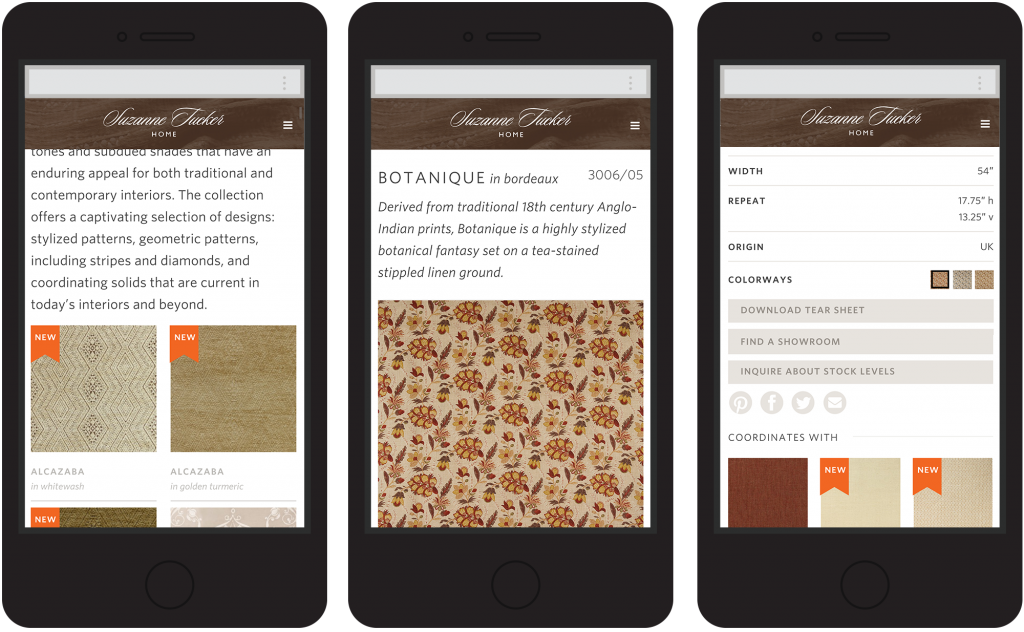 Suzanne Tucker
HOME
tones and subdued shades that have an
enduring appeal for both traditional and
contemporary interiors. The collection
offers a captivating selection of designs:
stylized patterns, geometric patterns,
including stripes and diamonds, and
coordinating solids that are current in
today’s interiors and beyond.
NEW
NEW
ALCAZABA
in whitewash
ALCAZABA
in golden turmeric
NEW
Suzanne Tucker
HOME
BOTANIQUE in bordeaux 3006/05
Derived from traditional 18th century Anglo-
Indian prints, Botanique is a highly stylized
botanical fantasy set on a tea-stained
stippled linen ground.
Suzanne Tucker
HOME
WIDTH 54”
REPEAT 17.75” h
13.25” v
ORIGIN UK
COLORWAYS
DOWNLOAD TEAR SHEET
FIND A SHOWROOM
INQUIRE ABOUT STOCK LEVELS
COORDINATES WITH
NEW
NEW